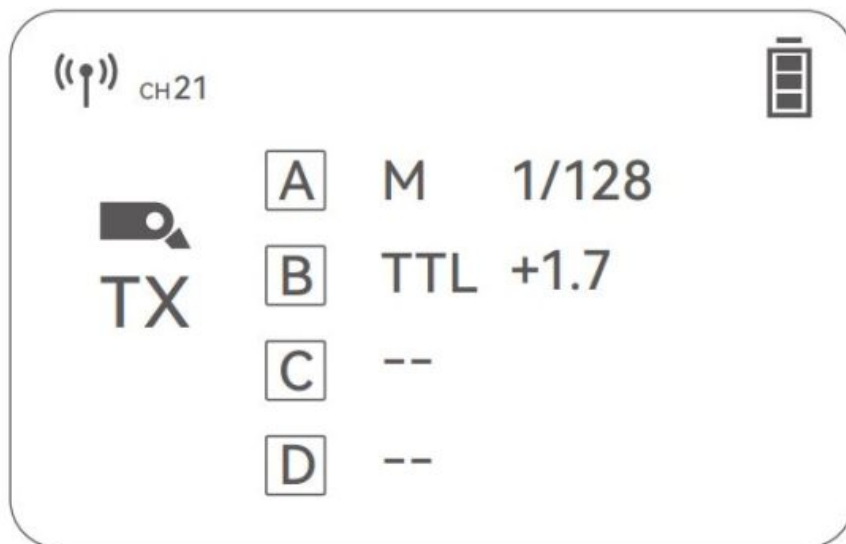 CH21
A M 1/128
TX
B TTL +1.7
C --
D --